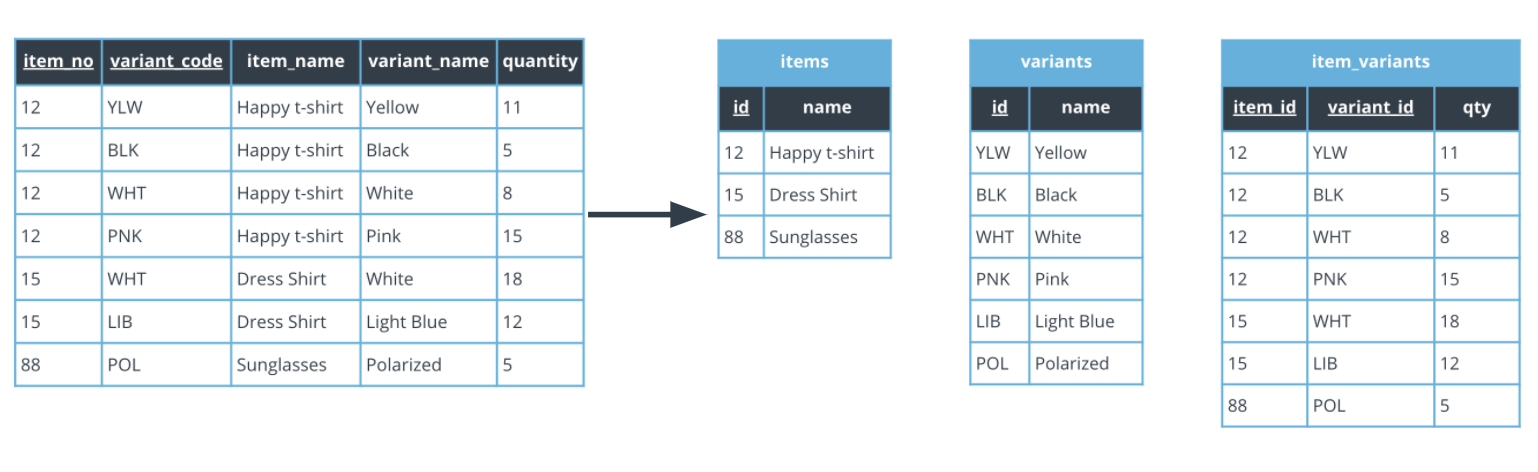 item_no variant_code item_name variant_name quantity
12 YLW Happy t-shirt Yellow 11
12 BLK Happy t-shirt Black 5
12 WHT Happy t-shirt White 8
12 PNK Happy t-shirt Pink 15
15 WHT Dress Shirt White 18
15 LIB Dress Shirt Light Blue 12
88 POL Sunglasses Polarized 5
items
id name
12 Happy t-shirt
15 Dress Shirt
88 Sunglasses
variants
id name
YLW Yellow
BLK Black
WHT White
PNK Pink
LIB Light Blue
POL Polarized
item_variants
item_id variant_id qty
12 YLW 11
12 BLK 5
12 WHT 8
12 PNK 15
15 WHT 18
15 LIB 12
88 POL 5